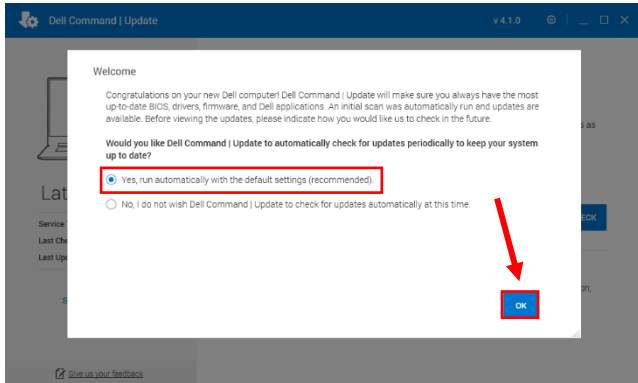 Dell Command | Update
v 4.1.0
Welcome
Congratulations on your new Dell computer! Dell Command | Update will make sure you always have the most
up-to-date BIOS, drivers, firmware, and Dell applications. An initial scan was automatically run and updates are
available. Before viewing the updates, please indicate how you would like us to check in the future.
Would you like Dell Command | Update to automatically check for updates periodically to keep your system
up to date?
Yes, run automatically with the default settings (recommended).
No, I do not wish Dell Command | Update to check for updates automatically at this time.
OK
s as
Lat
Service
ECK
Last Che
Last Upd
on,
S
Give us your feedback